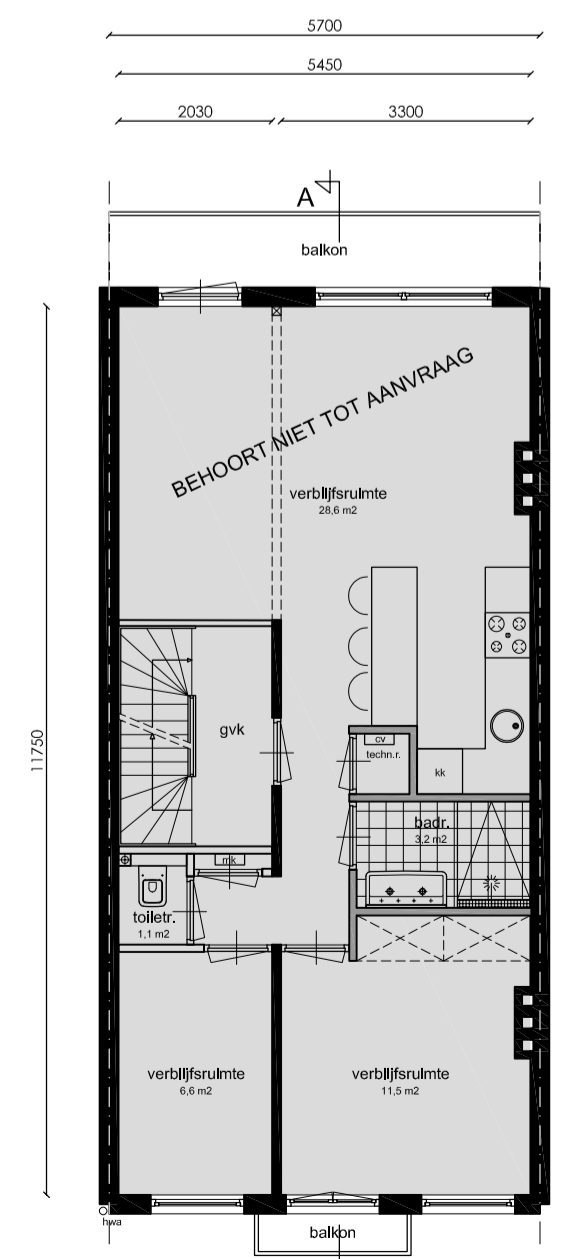 5700
5450
2030 3300
A
balkon
BEHOORT NIET TOT AANVRAAG
verblijfsruimte
28,6 m2
11750
gvk
cv
techn.r.
kk
badr.
3,2 m2
mk
toiletr.
1,1 m2
verblijfsruimte
6,6 m2
verblijfsruimte
11,5 m2
hwa
balkon